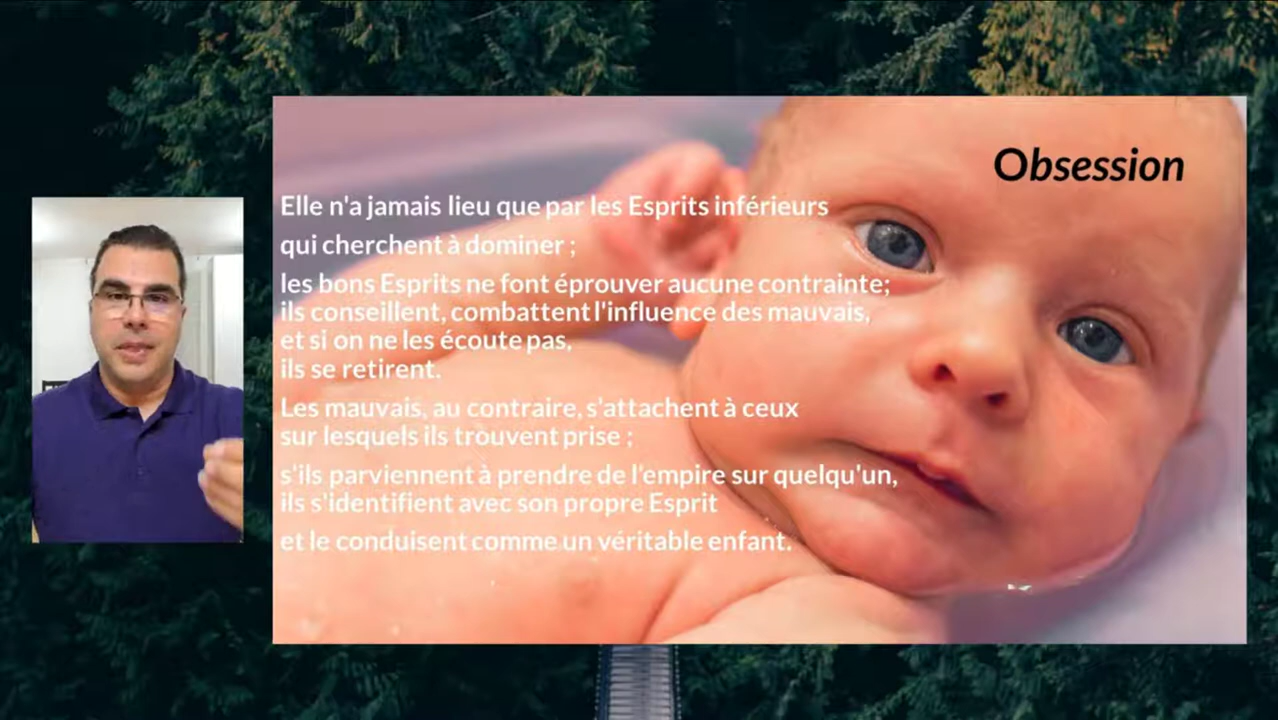 Obsession
Elle n'a jamais lieu que par les Esprits inférieurs
qui cherchent à dominer ;
les bons Esprits ne font éprouver aucune contrainte;
ils conseillent, combattent l'influence des mauvais,
et si on ne les écoute pas,
ils se retirent.
Les mauvais, au contraire, s'attachent à ceux
sur lesquels ils trouvent prise ;
s'ils parviennent à prendre de l'empire sur quelqu'un,
ils s'identifient avec son propre Esprit
et le conduisent comme un véritable enfant.